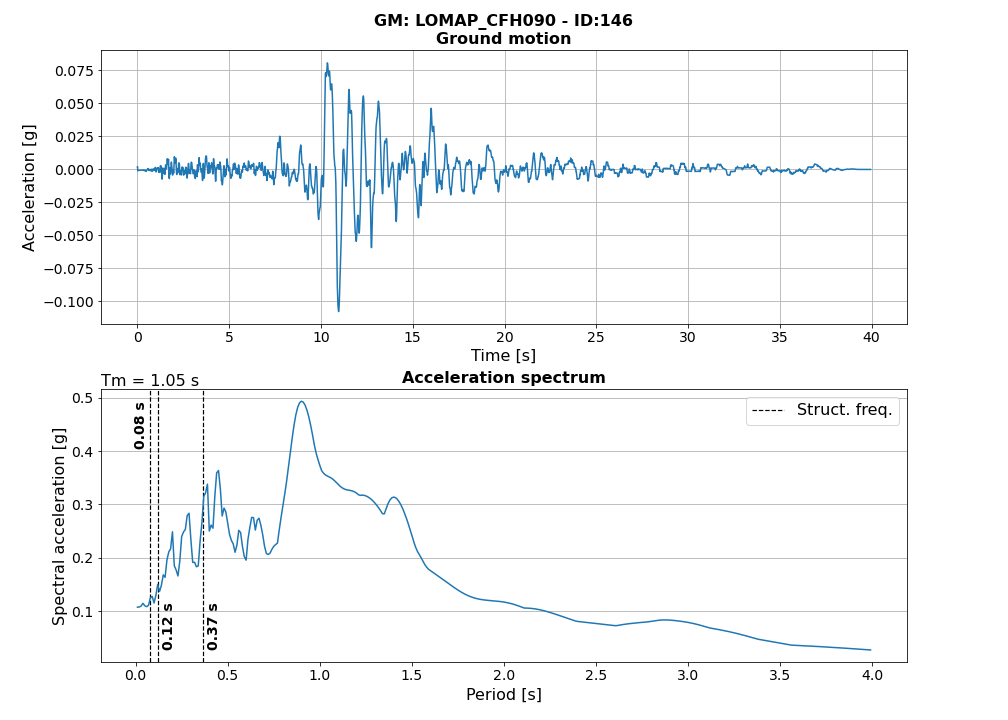 GM: LOMAP_CFH090 - ID:146
Ground motion
Acceleration [g]
0.075
0.050
0.025
0.000
−0.025
−0.050
−0.075
−0.100
0 5 10 15 20 25 30 35 40
Time [s]
Tm = 1.05 s
Acceleration spectrum
Spectral acceleration [g]
0.5
0.4
0.3
0.2
0.1
0.08 s
0.12 s
0.37 s
Struct. freq.
0.0 0.5 1.0 1.5 2.0 2.5 3.0 3.5 4.0
Period [s]